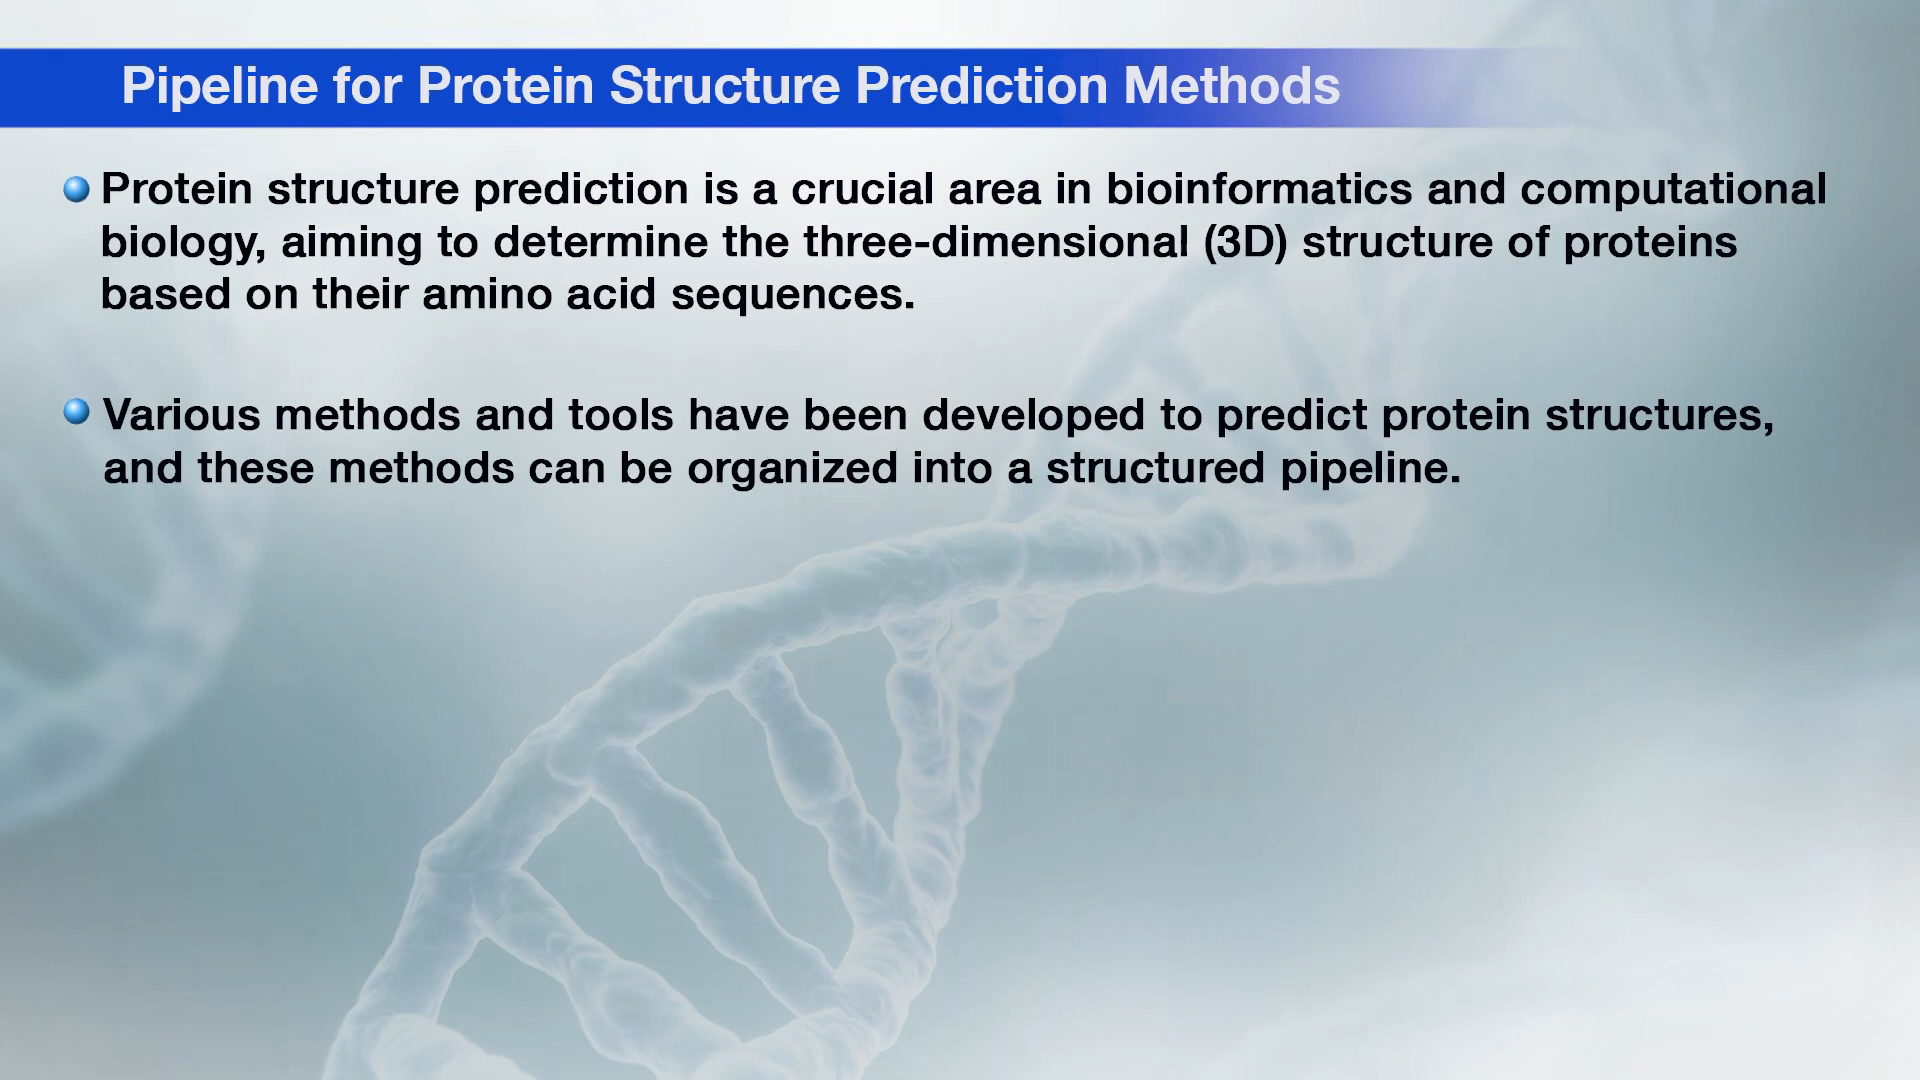 Pipeline for Protein Structure Prediction Methods
Protein structure prediction is a crucial area in bioinformatics and computational
biology, aiming to determine the three-dimensional (3D) structure of proteins
based on their amino acid sequences.
Various methods and tools have been developed to predict protein structures,
and these methods can be organized into a structured pipeline.